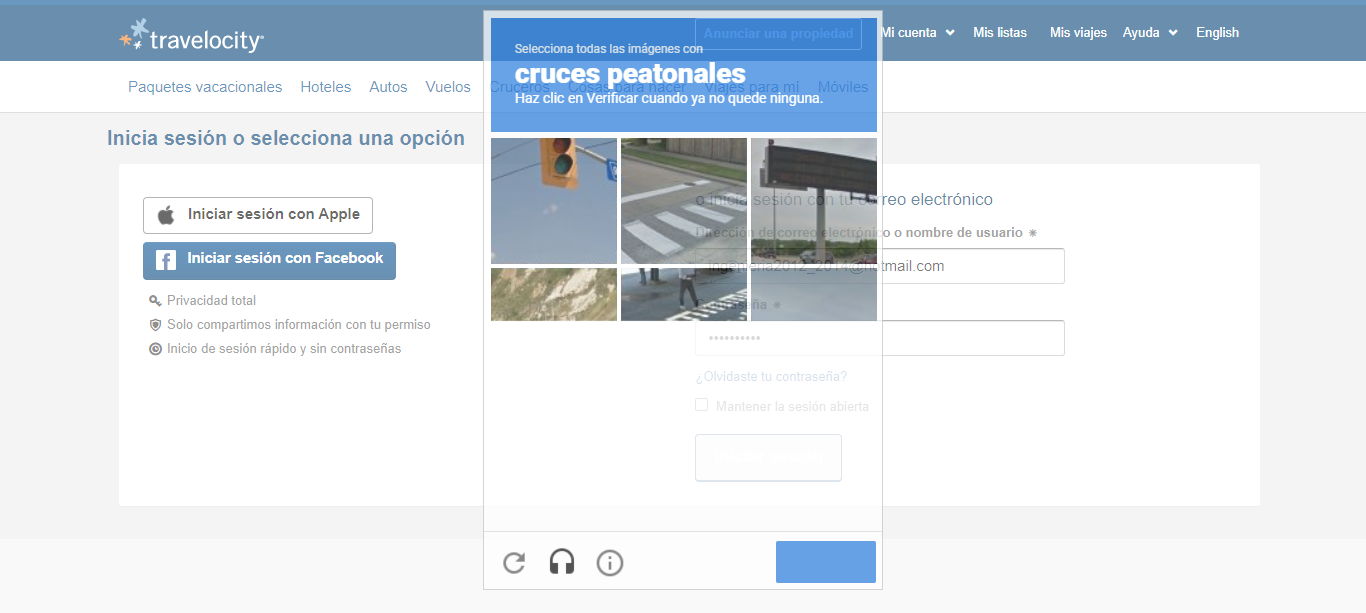 travelocity
Anunciar una propiedad
Mi cuenta
Mis listas
Mis viajes
Ayuda
English
Paquetes vacacionales
Hoteles
Autos
Vuelos
Cruceros
Cosas para hacer
Viajes para mí
Móviles
Selecciona todas las imágenes con
cruces peatonales
Haz clic en Verificar cuando ya no quede ninguna.
Inicia sesión o selecciona una opción
Iniciar sesión con Apple
Iniciar sesión con Facebook
Privacidad total
Solo compartimos información con tu permiso
Inicio de sesión rápido y sin contraseñas
o inicia sesión con tu correo electrónico
Dirección de correo electrónico o nombre de usuario *
ingenieria2012_2014@hotmail.com
Contraseña *
••••••••••
¿Olvidaste tu contraseña?
Mantener la sesión abierta